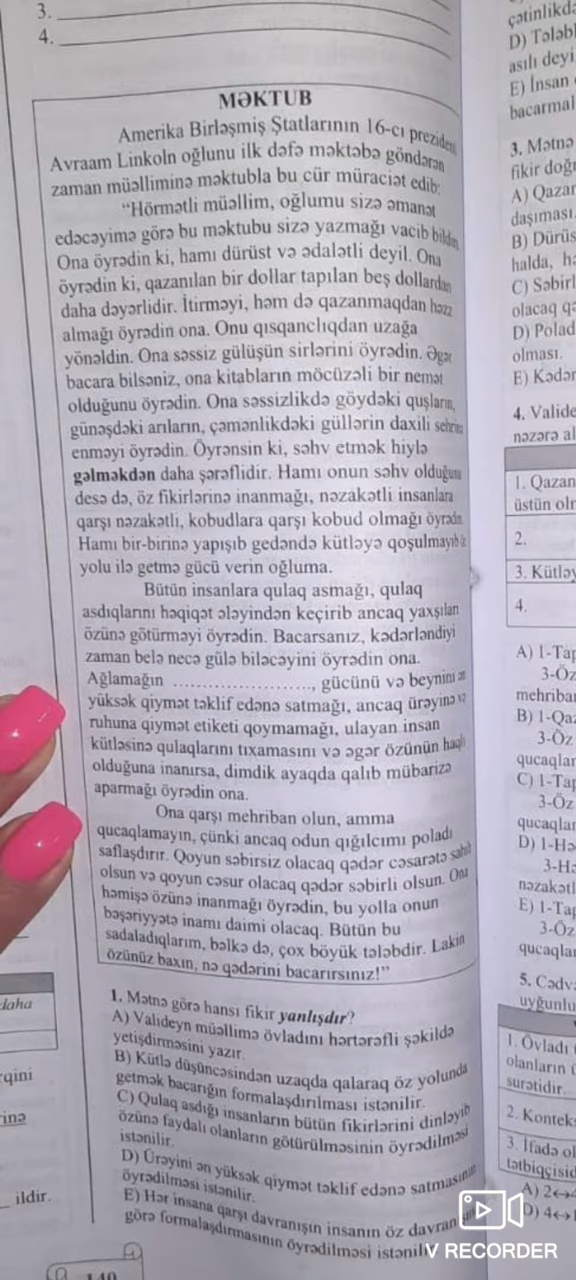 3.
4.
MƏKTUB
Amerika Birləşmiş Ştatlarının 16-cı prezident
Avraam Linkoln oğlunu ilk dəfə məktəbə göndərən
zaman müəlliminə məktubla bu cür müraciət edib:
“Hörmətli müəllim, oğlumu sizə əmanət
edəcəyimə görə bu məktubu sizə yazmağı vacib bildim
Ona öyrədin ki, hamı dürüst və ədalətli deyil. Ona
öyrədin ki, qazanılan bir dollar tapılan beş dollardan
daha dəyərlidir. İtirməyi, həm də qazanmaqdan həzz
almağı öyrədin ona. Onu qısqanclıqdan uzağa
yönəldin. Ona səssiz gülüşün sirlərini öyrədin. Əgər
bacara bilsəniz, ona kitabların möcüzəli bir nemət
olduğunu öyrədin. Ona səssizlikdə göydəki quşların,
günəşdəki arıların, çəmənlikdəki güllərin daxili sehrinə
enməyi öyrədin. Öyrənsin ki, səhv etmək hiylə
gəlməkdən daha şərəflidir. Hamı onun səhv olduğunu
desə də, öz fikirlərinə inanmağı, nəzakətli insanlara
qarşı nəzakətli, kobudlara qarşı kobud olmağı öyrədin.
Hamı bir-birinə yapışıb gedəndə kütləyə qoşulmayıb öz
yolu ilə getmə gücü verin oğluma.
Bütün insanlara qulaq asmağı, qulaq
asdıqlarını həqiqət ələyindən keçirib ancaq yaxşıları
özünə götürməyi öyrədin. Bacarsanız, kədərləndiyi
zaman belə necə gülə biləcəyini öyrədin ona.
Ağlamağın ........................, gücünü və beynini ən
yüksək qiymət təklif edənə satmağı, ancaq ürəyinə və
ruhuna qiymət etiketi qoymamağı, ulayan insan
kütləsinə qulaqlarını tıxamasını və əgər özünün haqlı
olduğuna inanırsa, dimdik ayaqda qalıb mübarizə
aparmağı öyrədin ona.
Ona qarşı mehriban olun, amma
qucaqlamayın, çünki ancaq odun qığılcımı poladı
saflaşdırır. Qoyun səbirsiz olacaq qədər cəsarətə sahib
olsun və qoyun cəsur olacaq qədər səbirli olsun. Ona
həmişə özünə inanmağı öyrədin, bu yolla onun
bəşəriyyətə inamı daimi olacaq. Bütün bu
sadaladıqlarım, bəlkə də, çox böyük tələbdir. Lakin
özünüz baxın, nə qədərini bacarırsınız!”
1. Mətnə görə hansı fikir yanlışdır?
A) Valideyn müəllimə övladını hərtərəfli şəkildə
yetişdirməsini yazır.
B) Kütlə düşüncəsindən uzaqda qalaraq öz yolunda
getmək bacarığın formalaşdırılması istənilir.
C) Qulaq asdığı insanların bütün fikirlərini dinləyib
özünə faydalı olanların götürülməsinin öyrədilməsi
istənilir.
D) Ürəyini ən yüksək qiymət təklif edənə satmasının
öyrədilməsi istənilir.
E) Hər insana qarşı davranışın insanın öz
görə formalaşdırmasının öyrədilməsi
140
daha
ildir.
çətinlikdə
D) Tələbl
asılı deyi
E) İnsan
bacarmal
3. Mətnə
fikir doğr
A) Qazan
daşıması.
B) Dürüs
halda, hə
C) Səbirl
olacaq qə
D) Polad
olması.
E) Kədər
4. Valide
nəzərə al
1. Qazan
üstün olr
2.
3. Kütləy
4.
A) 1-Tap
3-Öz
mehriba
B) 1-Qa
3-Öz
qucaqlar
C) 1-Tap
3-Öz
qucaqlar
D) 1-Hə
3-Hə
nəzakətl
E) 1-Tap
3-Öz
qucaqla
5. Cədvə
uyğunlu
1. Övladı
olanların
surətidir.
2. Konteks
3. İfadə ol
tətbiqçisid
A) 2↔
D) 4↔
V RECORDER